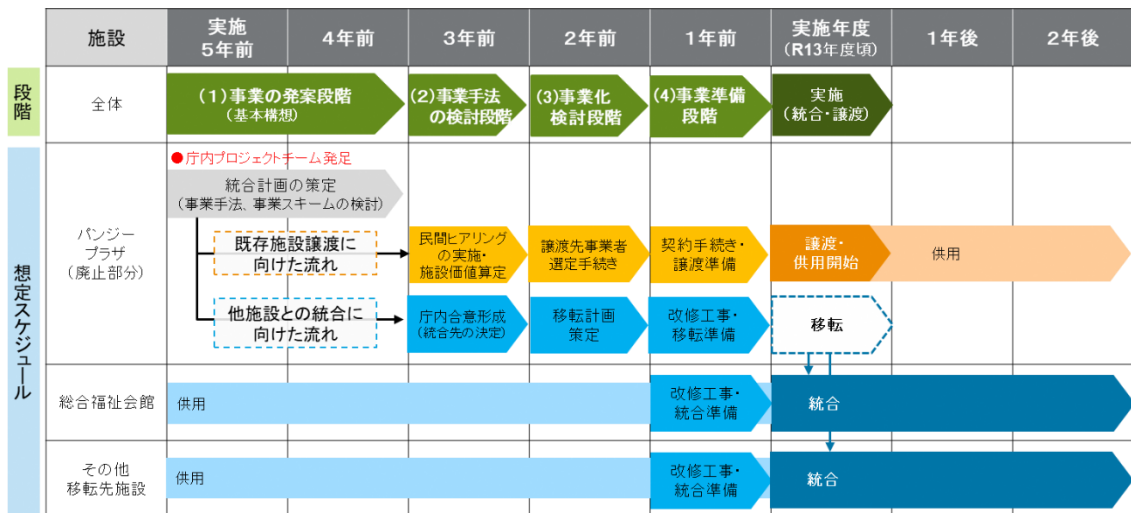 施設
実施
5年前
4年前
3年前
2年前
1年前
実施年度
(R13年度頃)
1年後
2年後
段階
全体
(1)事業の発案段階
(基本構想)
(2)事業手法
の検討段階
(3)事業化
検討段階
(4)事業準備
段階
実施
(統合・譲渡)
想定スケジュール
パンジー
プラザ
(廃止部分)
●庁内プロジェクトチーム発足
統合計画の策定
(事業手法、事業スキームの検討)
既存施設譲渡に
向けた流れ
民間ヒアリング
の実施・
施設価値算定
譲渡先事業者
選定手続き
契約手続き・
譲渡準備
譲渡・
供用開始
供用
他施設との統合に
向けた流れ
庁内合意形成
(統合先の決定)
移転計画
策定
改修工事・
移転準備
移転
総合福祉会館
供用
改修工事・
統合準備
統合
その他
移転先施設
供用
改修工事・
統合準備
統合